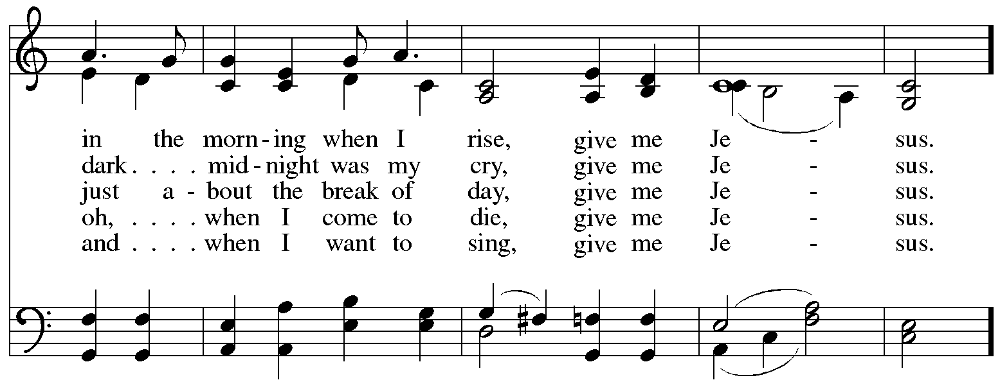 in the morn - ing when I rise, give me Je - sus.
dark . . . . mid - night was my cry, give me Je - sus.
just a - bout the break of day, give me Je - sus.
oh, . . . . when I come to die, give me Je - sus.
and . . . . when I want to sing, give me Je - sus.